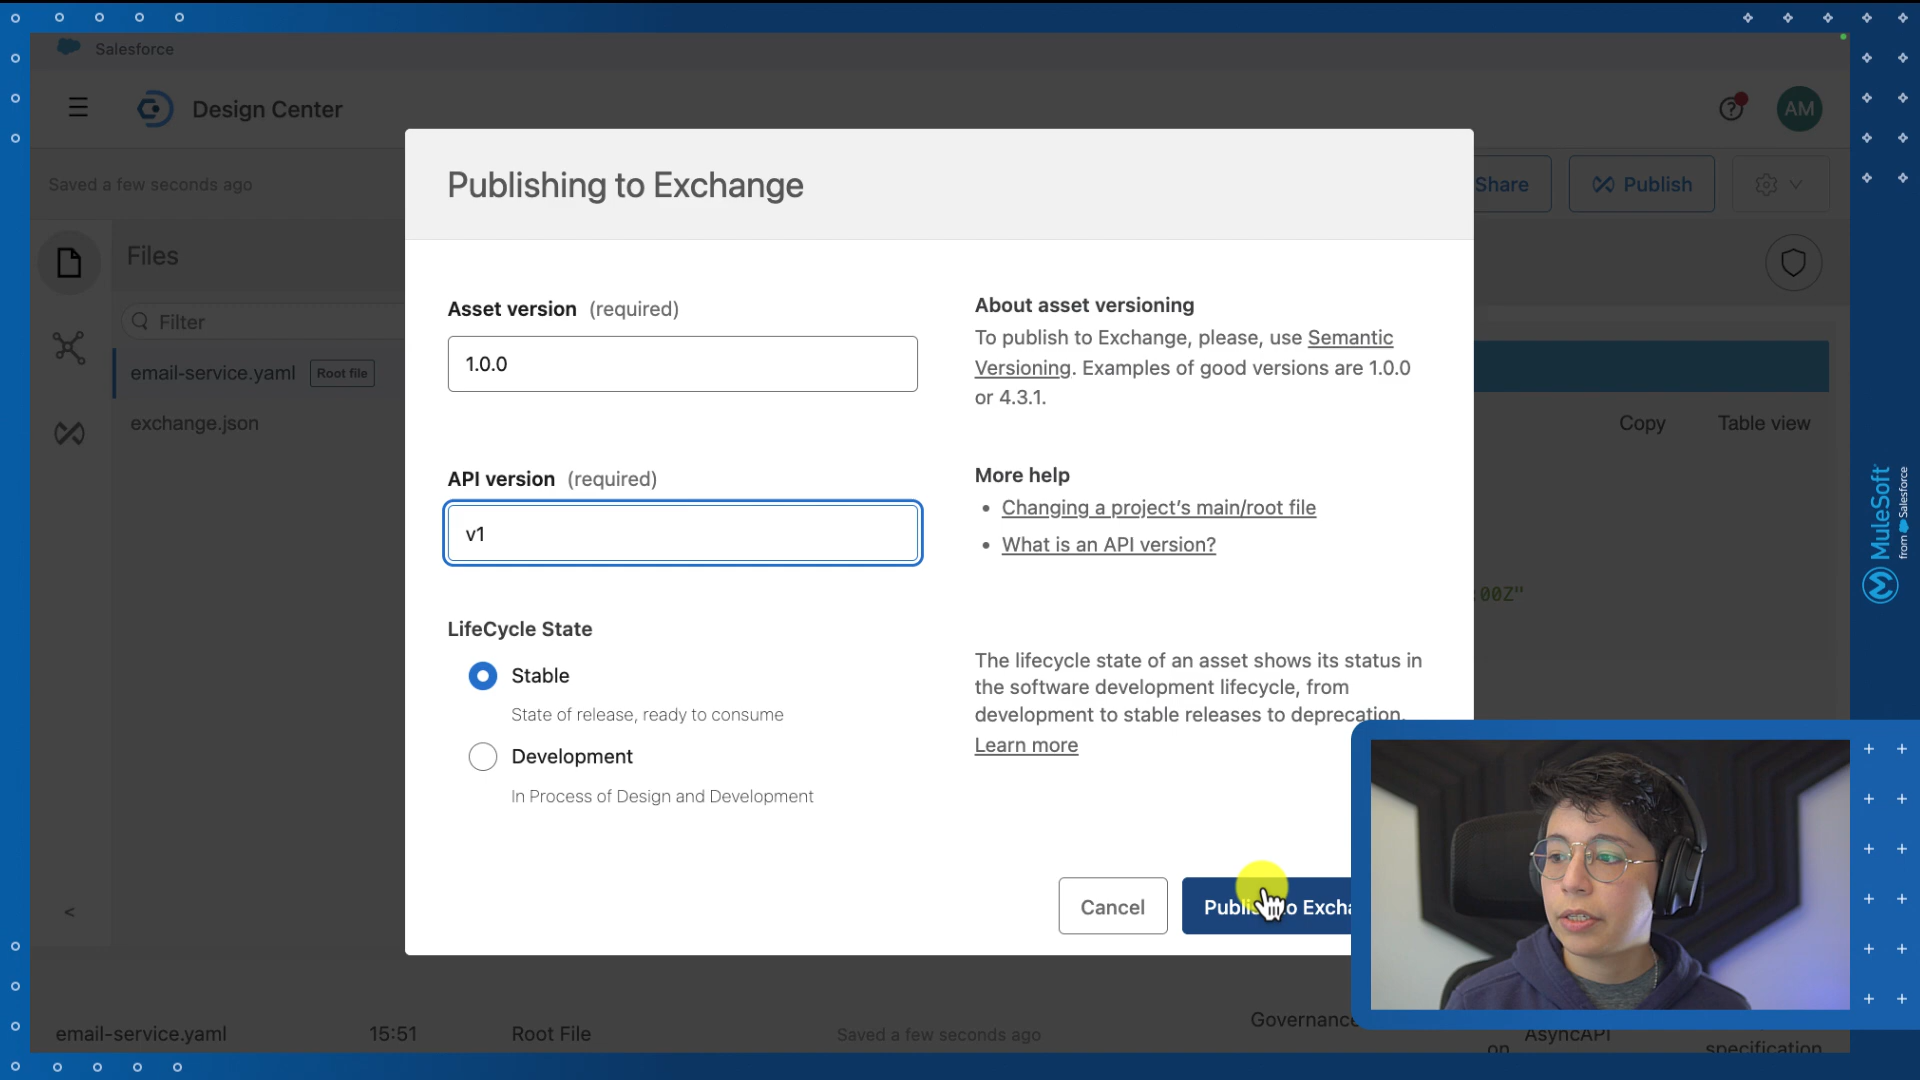 Salesforce
Design Center
AM
Saved a few seconds ago
Share
Publish
Publishing to Exchange
Files
Filter
email-service.yaml
Root file
exchange.json
Asset version (required)
1.0.0
API version (required)
v1
LifeCycle State
Stable
State of release, ready to consume
Development
In Process of Design and Development
About asset versioning
To publish to Exchange, please, use Semantic
Versioning. Examples of good versions are 1.0.0
or 4.3.1.
More help
Changing a project's main/root file
What is an API version?
The lifecycle state of an asset shows its status in
the software development lifecycle, from
development to stable releases to deprecation.
Learn more
Cancel
Copy
Table view
:00Z"
<
email-service.yaml
15:51
Root File
Saved a few seconds ago
Governance
on
AsyncAPI
specification
MuleSoft
from Salesforce